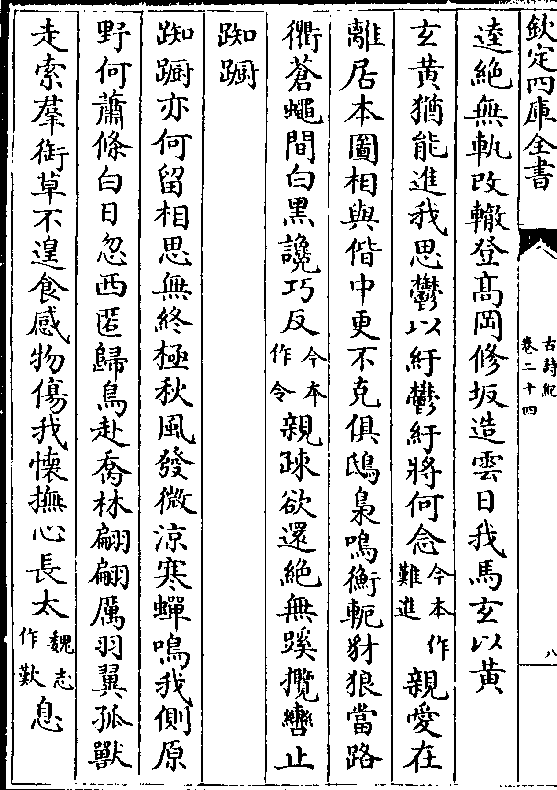 欽定四庫全書
古詩紀
卷二十四
八
逵絶無軌改轍登髙岡修坂造雲日我馬玄以黄
玄黄猶能進我思鬱以紆鬱紆將何念今本作難進親愛在
離居本圖相與偕中更不克俱鴟梟鳴衡軛豺狼當路
衢蒼蠅間白黒讒巧反今本作令親疎欲還絶無蹊攬轡止
踟蹰
踟蹰亦何留相思無終極秋風發微涼寒蟬鳴我側原
野何蕭條白日忽西匿歸鳥赴喬林翩翩厲羽翼孤獸
走索羣銜草不遑食感物傷我懐撫心長太魏志作歎息